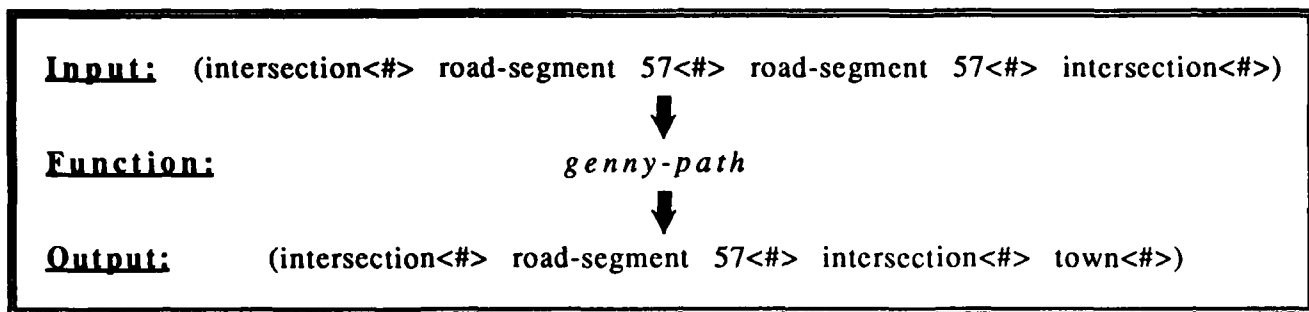 Input: (intersection<#> road-segment 57<#> road-segment 57<#> intersection<#>)
Function: genny-path
Output: (intersection<#> road-segment 57<#> intersection<#> town<#>)